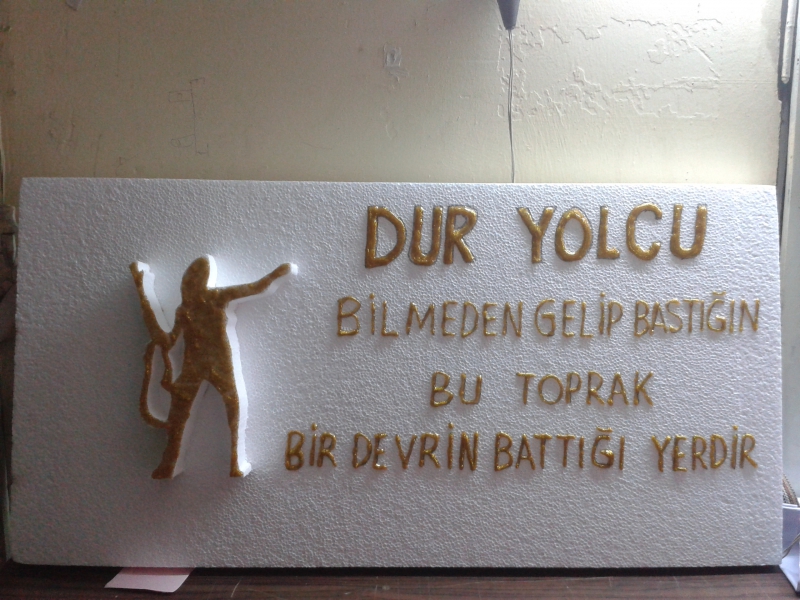 DUR YOLCU
BİLMEDEN GELİP BASTIĞIN
BU TOPRAK
BİR DEVRİN BATTIĞI YERDİR